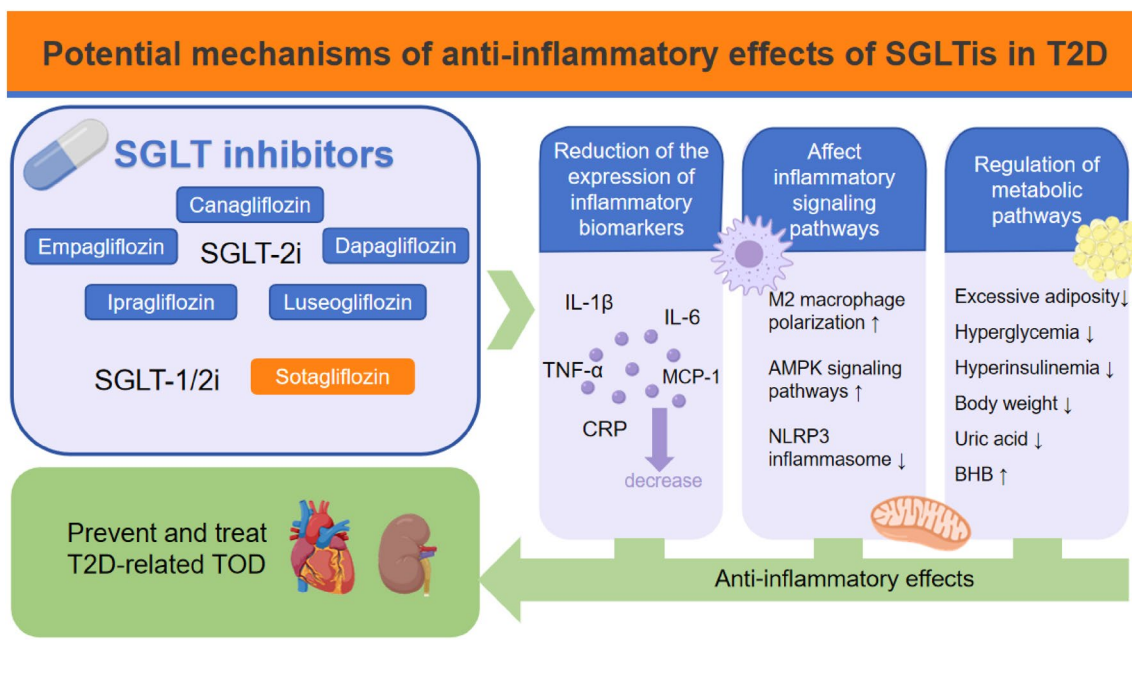 Potential mechanisms of anti-inflammatory effects of SGLTis in T2D
SGLT inhibitors
Canagliflozin
Empagliflozin
SGLT-2i
Dapagliflozin
Ipragliflozin
Luseogliflozin
SGLT-1/2i
Sotagliflozin
Reduction of the
expression of
inflammatory
biomarkers
IL-1β
IL-6
TNF-α
MCP-1
CRP
decrease
Affect
inflammatory
signaling
pathways
M2 macrophage
polarization ↑
AMPK signaling
pathways ↑
NLRP3
inflammasome ↓
Regulation of
metabolic
pathways
Excessive adiposity↓
Hyperglycemia ↓
Hyperinsulinemia ↓
Body weight ↓
Uric acid ↓
BHB ↑
Anti-inflammatory effects
Prevent and treat
T2D-related TOD